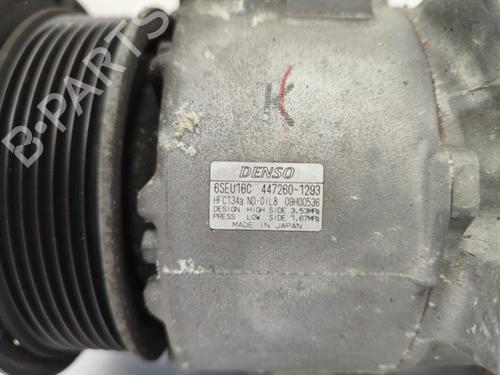 B-PARTS
K
DENSO
6SEU16C 447260-1293
HFC134a ND-OIL8 09H00536
DESIGN HIGH SIDE 3.53MPa
PRESS LOW SIDE 1.67MPa
MADE IN JAPAN